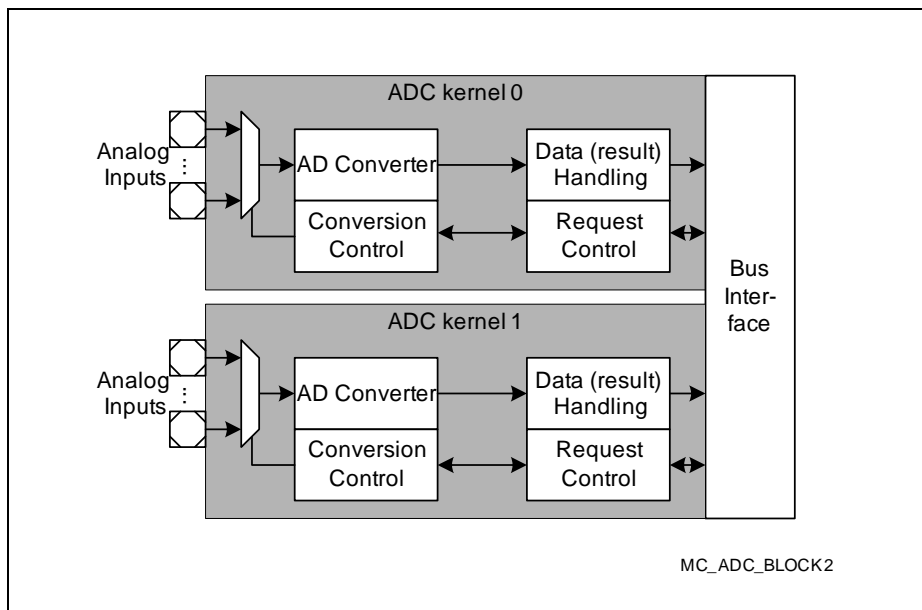 ADC kernel 0
Analog
Inputs
...
AD Converter
Conversion
Control
Data (result)
Handling
Request
Control
Bus
Inter-
face
ADC kernel 1
Analog
Inputs
...
AD Converter
Conversion
Control
Data (result)
Handling
Request
Control
MC_ADC_BLOCK2